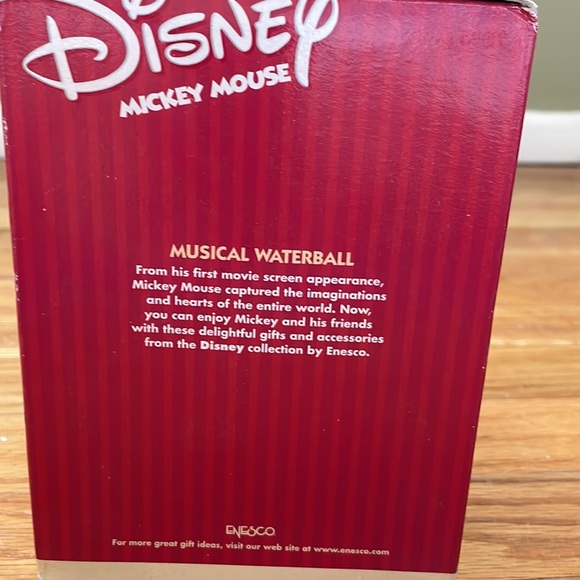 DISNEY
MICKEY MOUSE
MUSICAL WATERBALL
From his first movie screen appearance,
Mickey Mouse captured the imaginations
and hearts of the entire world. Now,
you can enjoy Mickey and his friends
with these delightful gifts and accessories
from the Disney collection by Enesco.
ENESCO
For more great gift ideas, visit our web site at www.enesco.com